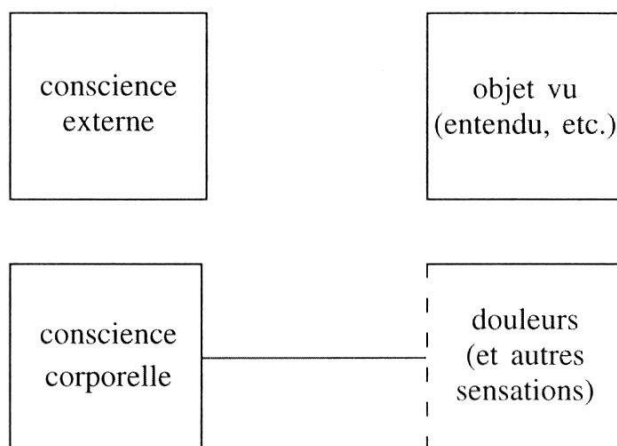 conscience
externe
objet vu
(entendu, etc.)
conscience
corporelle
douleurs
(et autres
sensations)